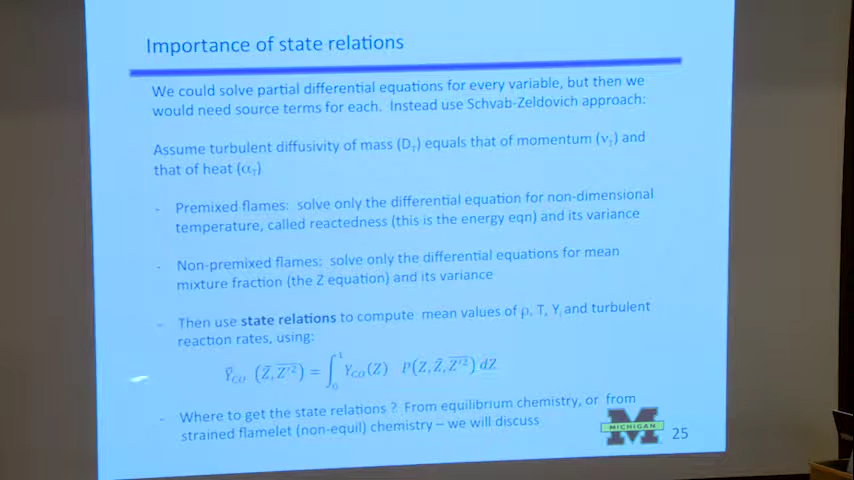 Importance of state relations
We could solve partial differential equations for every variable, but then we
would need source terms for each. Instead use Schvab-Zeldovich approach:
Assume turbulent diffusivity of mass (D_T) equals that of momentum (ν_T) and
that of heat (α_T)
- Premixed flames: solve only the differential equation for non-dimensional
temperature, called reactedness (this is the energy eqn) and its variance
- Non-premixed flames: solve only the differential equations for mean
mixture fraction (the Z equation) and its variance
- Then use state relations to compute mean values of ρ, T, Y_i and turbulent
reaction rates, using:
Ỹ_CO (Z̃, Z''²) = ∫₀¹ Y_CO(Z) P(Z, Z̃, Z''²) dZ
- Where to get the state relations ? From equilibrium chemistry, or from
strained flamelet (non-equil) chemistry – we will discuss
MICHIGAN
25